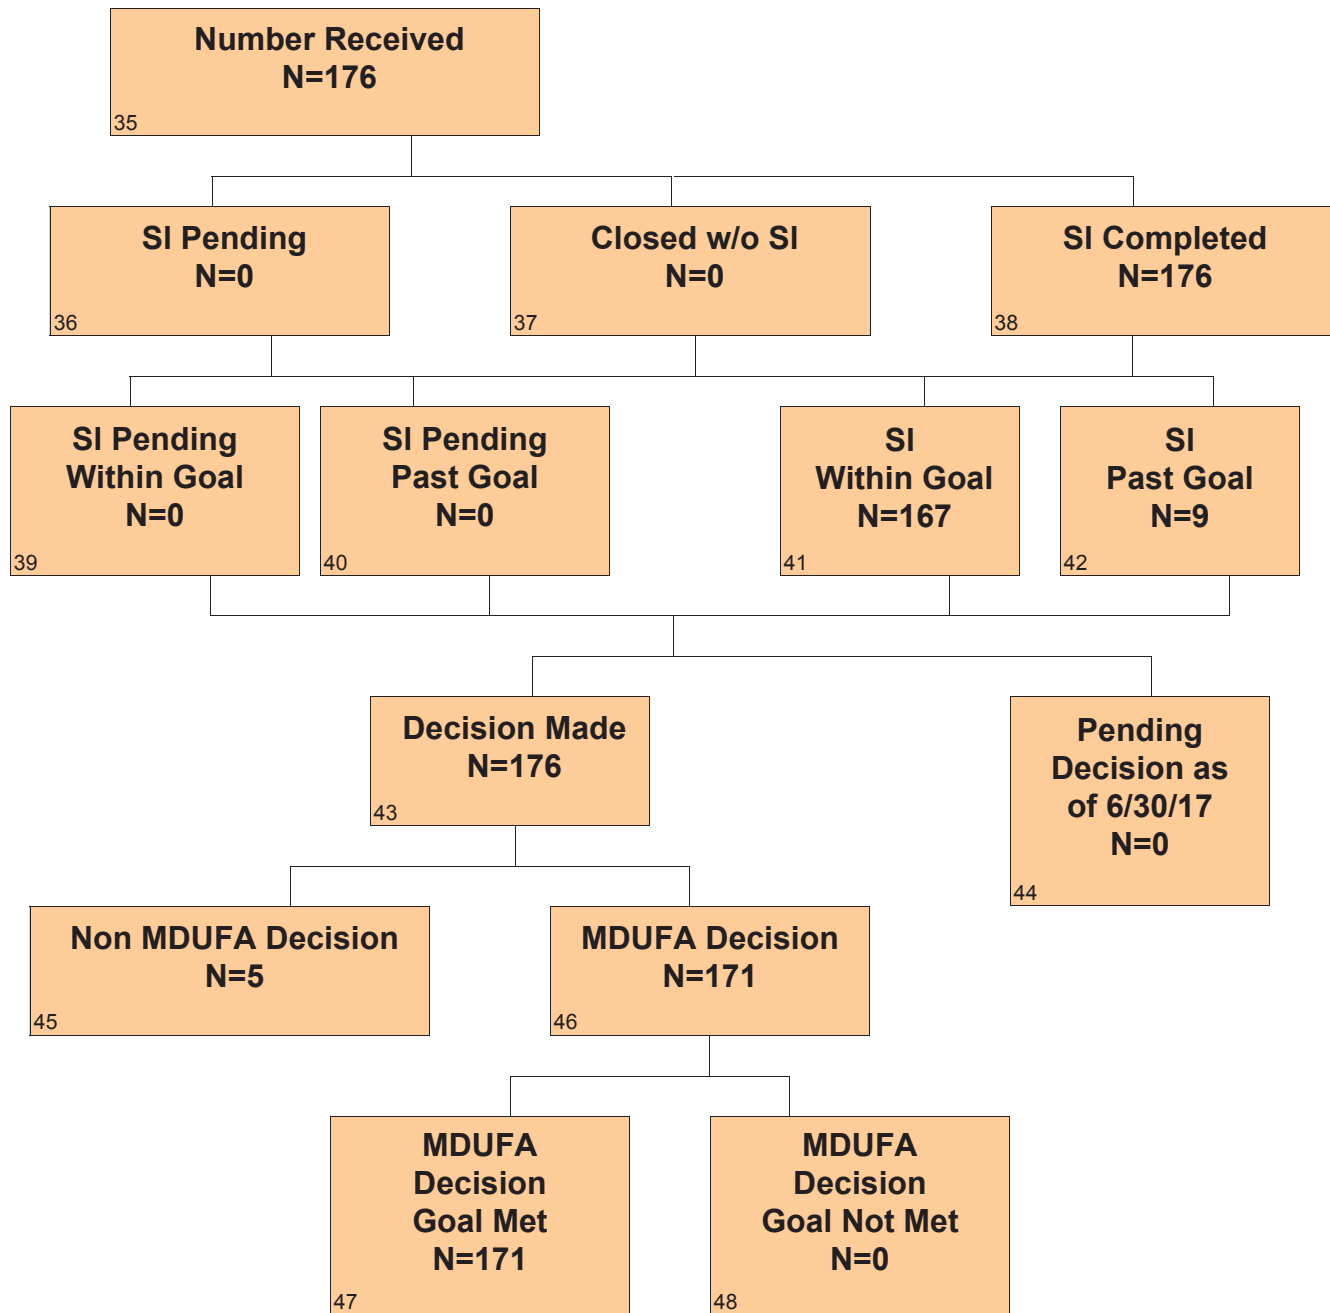 Number Received
N=176
35
SI Pending
N=0
36
Closed w/o SI
N=0
37
SI Completed
N=176
38
SI Pending
Within Goal
N=0
39
SI Pending
Past Goal
N=0
40
SI
Within Goal
N=167
41
SI
Past Goal
N=9
42
Decision Made
N=176
43
Pending
Decision as
of 6/30/17
N=0
44
Non MDUFA Decision
N=5
45
MDUFA Decision
N=171
46
MDUFA
Decision
Goal Met
N=171
47
MDUFA
Decision
Goal Not Met
N=0
48